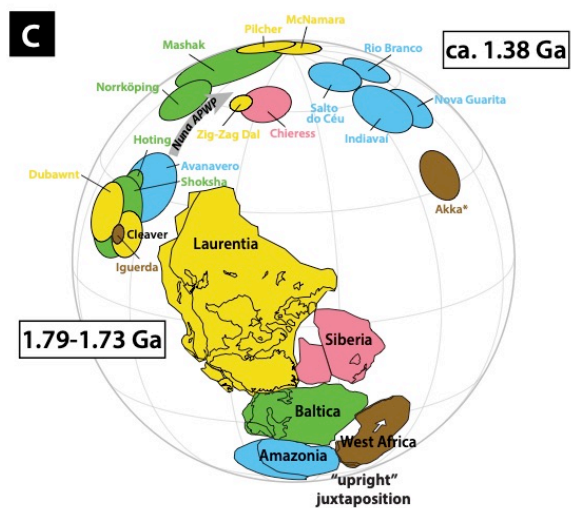 C
McNamara
Pilcher
Mashak
ca. 1.38 Ga
Rio Branco
Norrköping
Nuna APWP
Zig-Zag Dal
Chieress
Salto
do Céu
Nova Guarita
Indiavaí
Hoting
Avanavero
Dubawnt
Shoksha
Akka*
Cleaver
Iguerda
Laurentia
1.79-1.73 Ga
Siberia
Baltica
West Africa
Amazonia
"upright"
juxtaposition